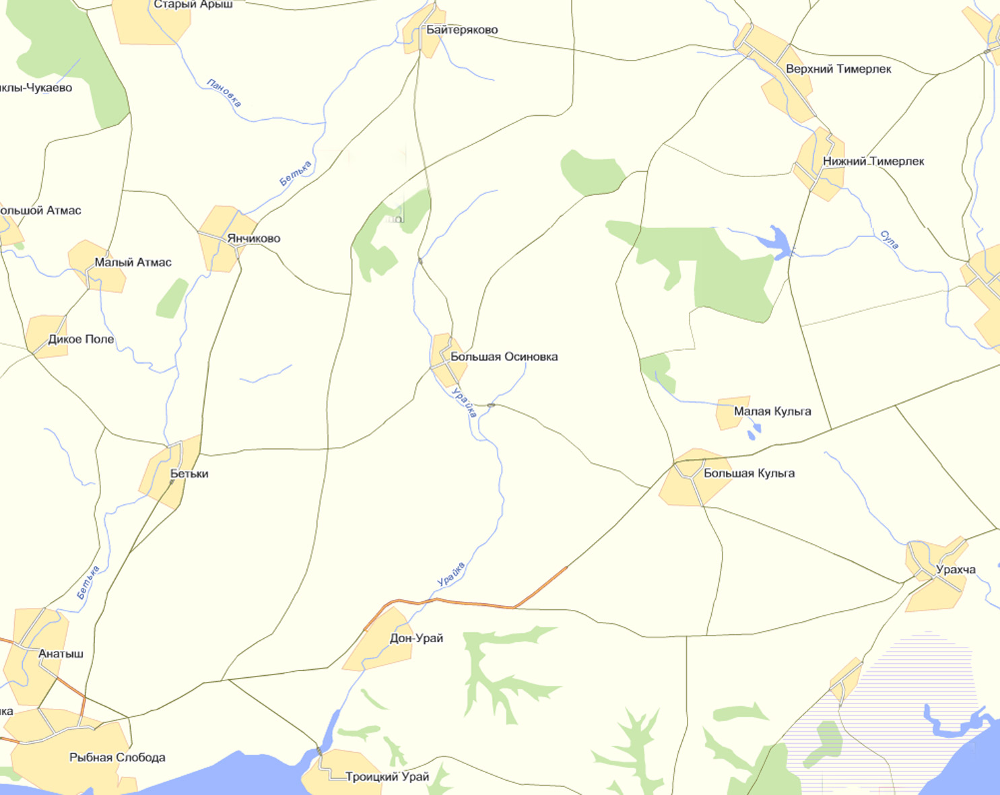 Старый Арыш
Байтеряково
Верхний Тимерлек
клы-Чукаево
Пановка
Бетька
Нижний Тимерлек
ольшой Атмас
Янчиково
Сула
Малый Атмас
Дикое Поле
Большая Осиновка
Урайка
Малая Кульга
Бетьки
Большая Кульга
Бетька
Урайка
Урахча
Дон-Урай
Анатыш
ка
Рыбная Слобода
Троицкий Урай